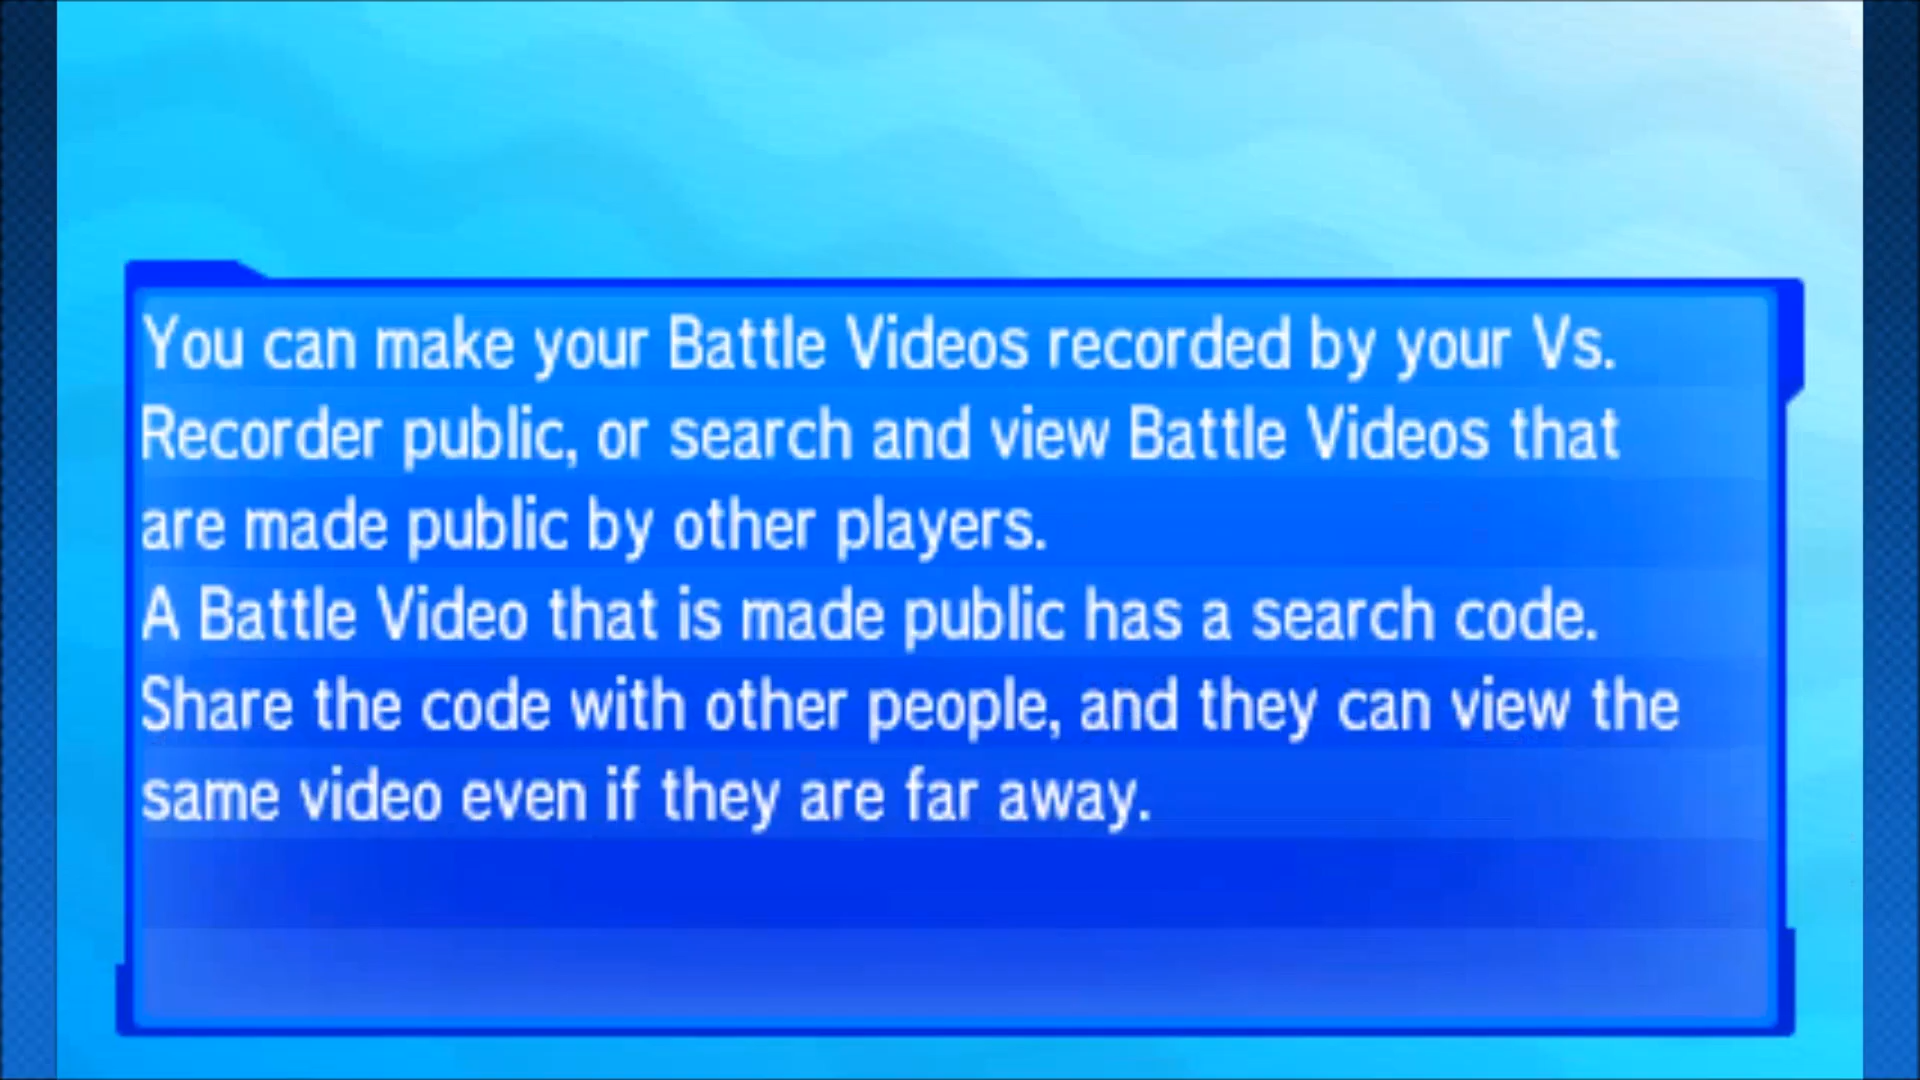 You can make your Battle Videos recorded by your Vs.
Recorder public, or search and view Battle Videos that
are made public by other players.
A Battle Video that is made public has a search code.
Share the code with other people, and they can view the
same video even if they are far away.